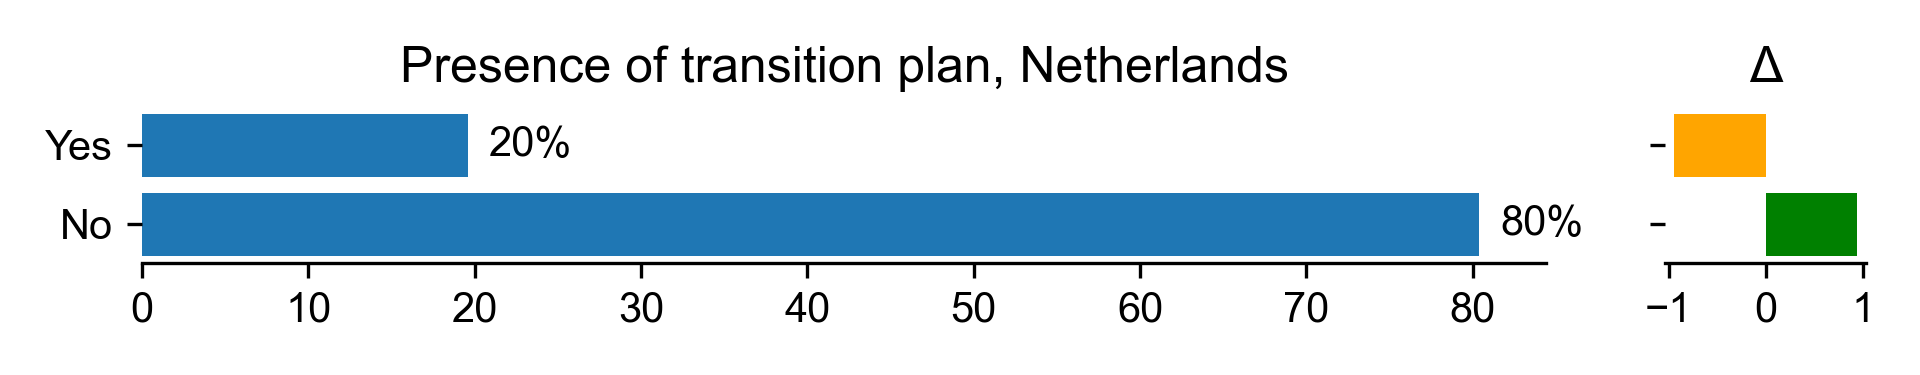 Presence of transition plan, Netherlands
Δ
Yes
20%
No
80%
0 10 20 30 40 50 60 70 80
−1 0 1